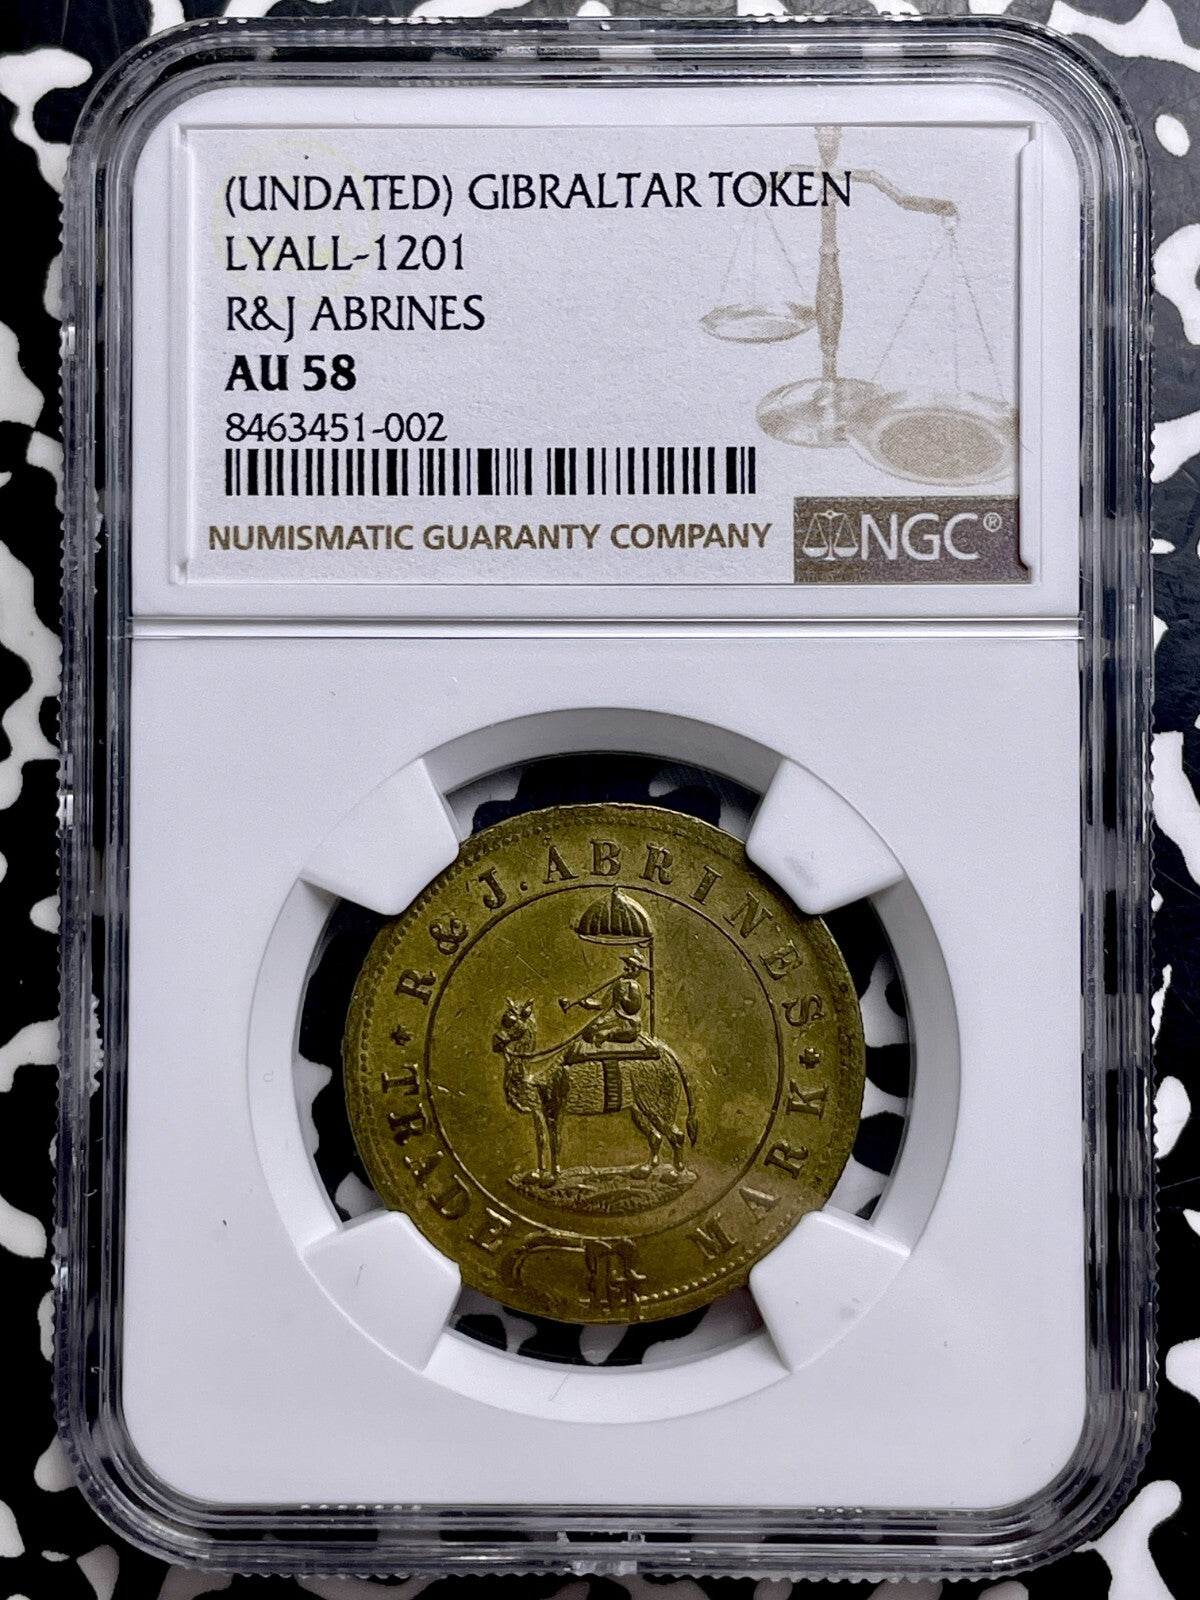 (UNDATED) GIBRALTAR TOKEN
LYALL-1201
R&J ABRINES
AU 58
8463451-002
NUMISMATIC GUARANTY COMPANY
NGC®
R & J. ABRINES
TRADE MARK